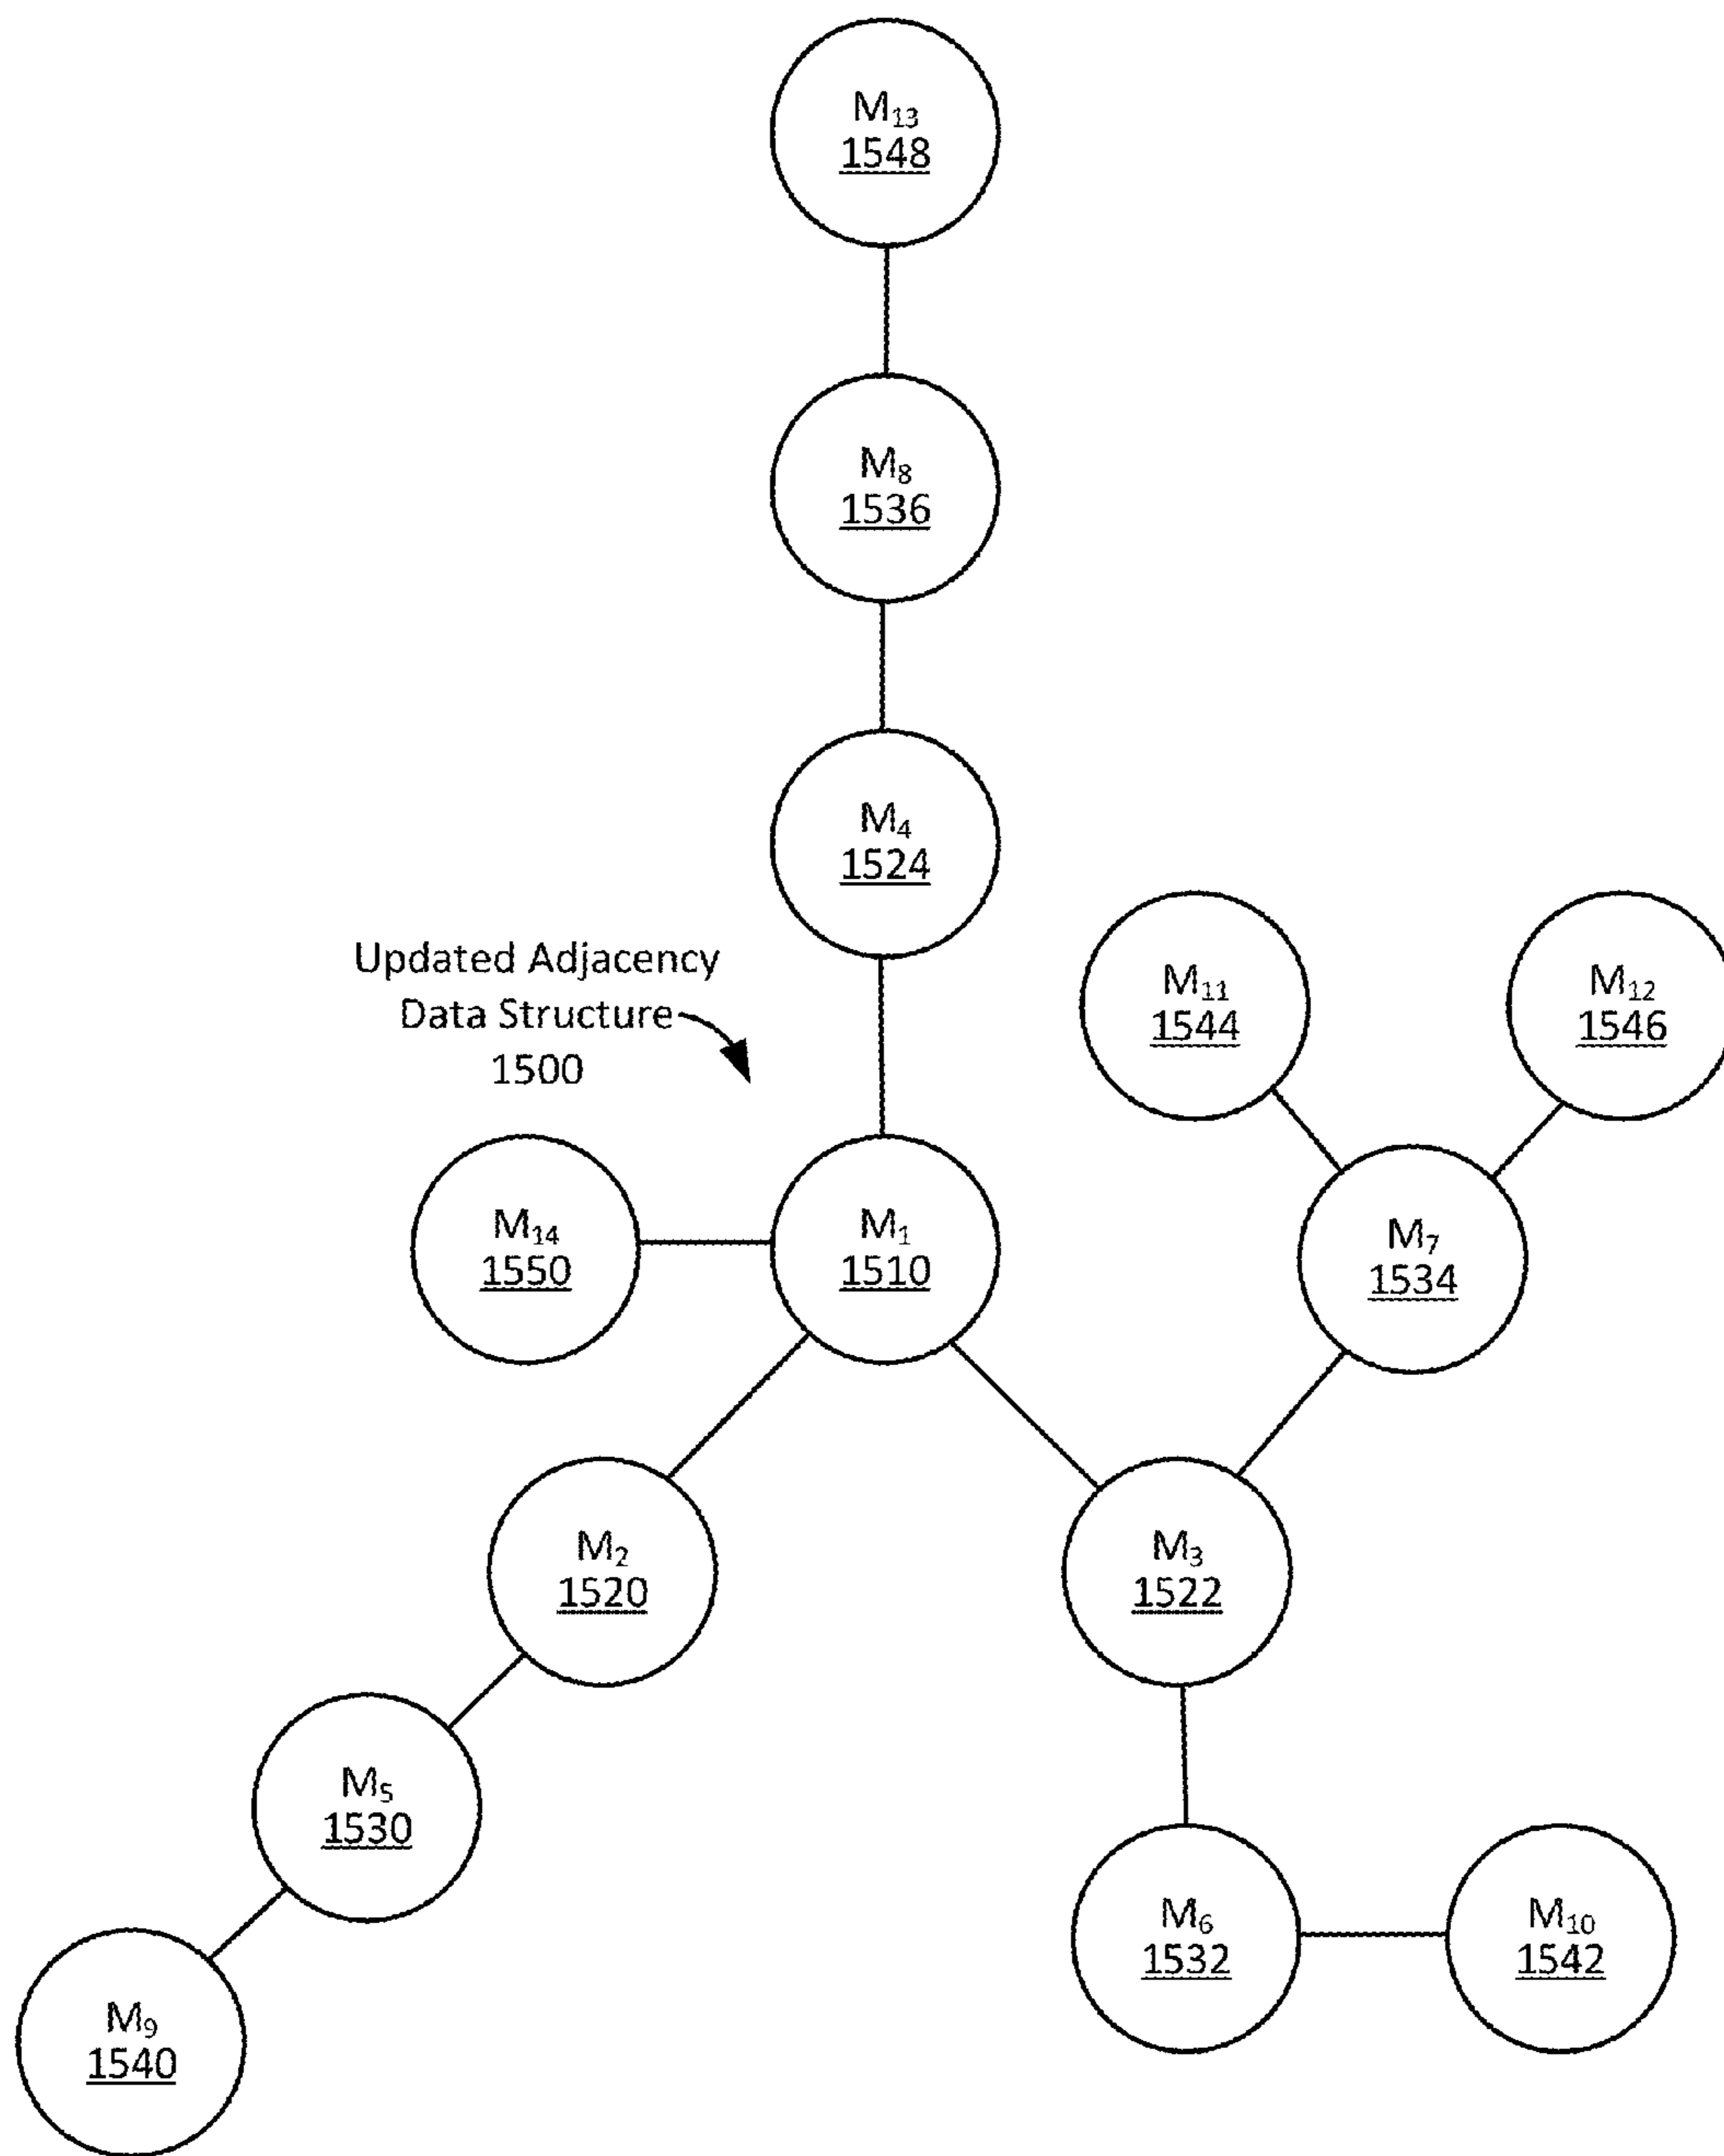 M₁₃
1548
M₈
1536
M₄
1524
Updated Adjacency
Data Structure
1500
M₁₁
1544
M₁₂
1546
M₁₄
1550
M₁
1510
M₇
1534
M₂
1520
M₃
1522
M₅
1530
M₆
1532
M₁₀
1542
M₉
1540